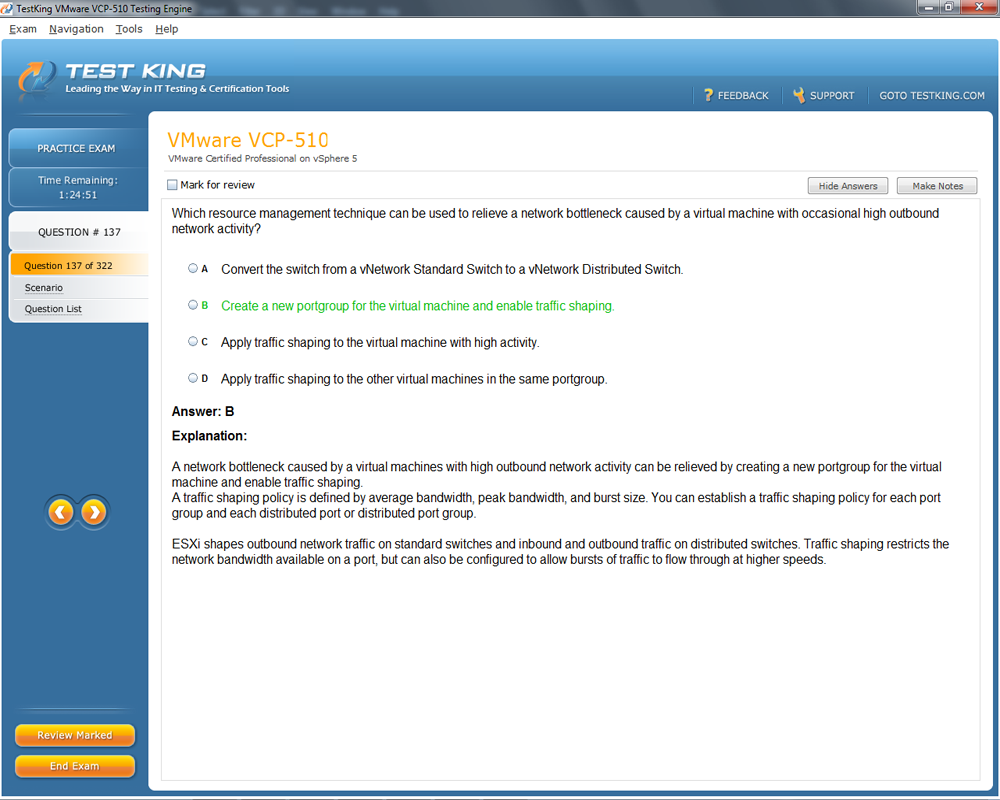 TestKing VMware VCP-510 Testing Engine
Exam Navigation Tools Help
TEST KING
Leading the Way in IT Testing & Certification Tools
? FEEDBACK SUPPORT GOTO TESTKING.COM
PRACTICE EXAM
Time Remaining:
1:24:51
QUESTION # 137
Question 137 of 322
Scenario
Question List
VMware VCP-510
VMware Certified Professional on vSphere 5
Mark for review
Hide Answers Make Notes
Which resource management technique can be used to relieve a network bottleneck caused by a virtual machine with occasional high outbound
network activity?
A Convert the switch from a vNetwork Standard Switch to a vNetwork Distributed Switch.
B Create a new portgroup for the virtual machine and enable traffic shaping.
C Apply traffic shaping to the virtual machine with high activity.
D Apply traffic shaping to the other virtual machines in the same portgroup.
Answer: B
Explanation:
A network bottleneck caused by a virtual machines with high outbound network activity can be relieved by creating a new portgroup for the virtual
machine and enable traffic shaping.
A traffic shaping policy is defined by average bandwidth, peak bandwidth, and burst size. You can establish a traffic shaping policy for each port
group and each distributed port or distributed port group.
ESXi shapes outbound network traffic on standard switches and inbound and outbound traffic on distributed switches. Traffic shaping restricts the
network bandwidth available on a port, but can also be configured to allow bursts of traffic to flow through at higher speeds.
Review Marked
End Exam